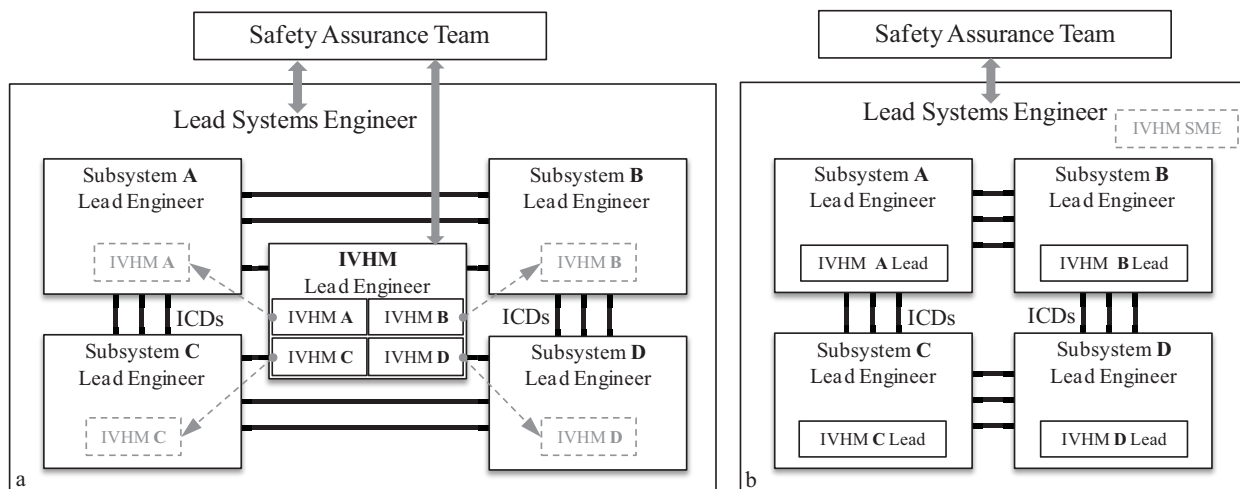 Safety Assurance Team
Lead Systems Engineer
Subsystem A
Lead Engineer
IVHM A
Subsystem B
Lead Engineer
IVHM B
IVHM
Lead Engineer
IVHM A
IVHM B
IVHM C
IVHM D
ICDs
ICDs
Subsystem C
Lead Engineer
IVHM C
Subsystem D
Lead Engineer
IVHM D
a
Safety Assurance Team
Lead Systems Engineer
IVHM SME
Subsystem A
Lead Engineer
IVHM A Lead
Subsystem B
Lead Engineer
IVHM B Lead
ICDs
ICDs
Subsystem C
Lead Engineer
IVHM C Lead
Subsystem D
Lead Engineer
IVHM D Lead
b